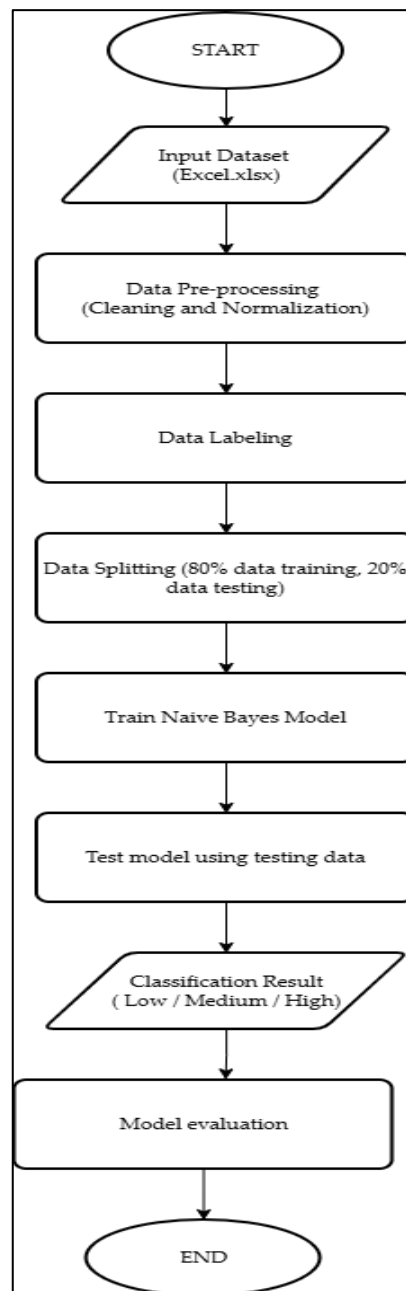 START
Input Dataset
(Excel.xlsx)
Data Pre-processing
(Cleaning and Normalization)
Data Labeling
Data Splitting (80% data training, 20%
data testing)
Train Naive Bayes Model
Test model using testing data
Classification Result
( Low / Medium / High)
Model evaluation
END